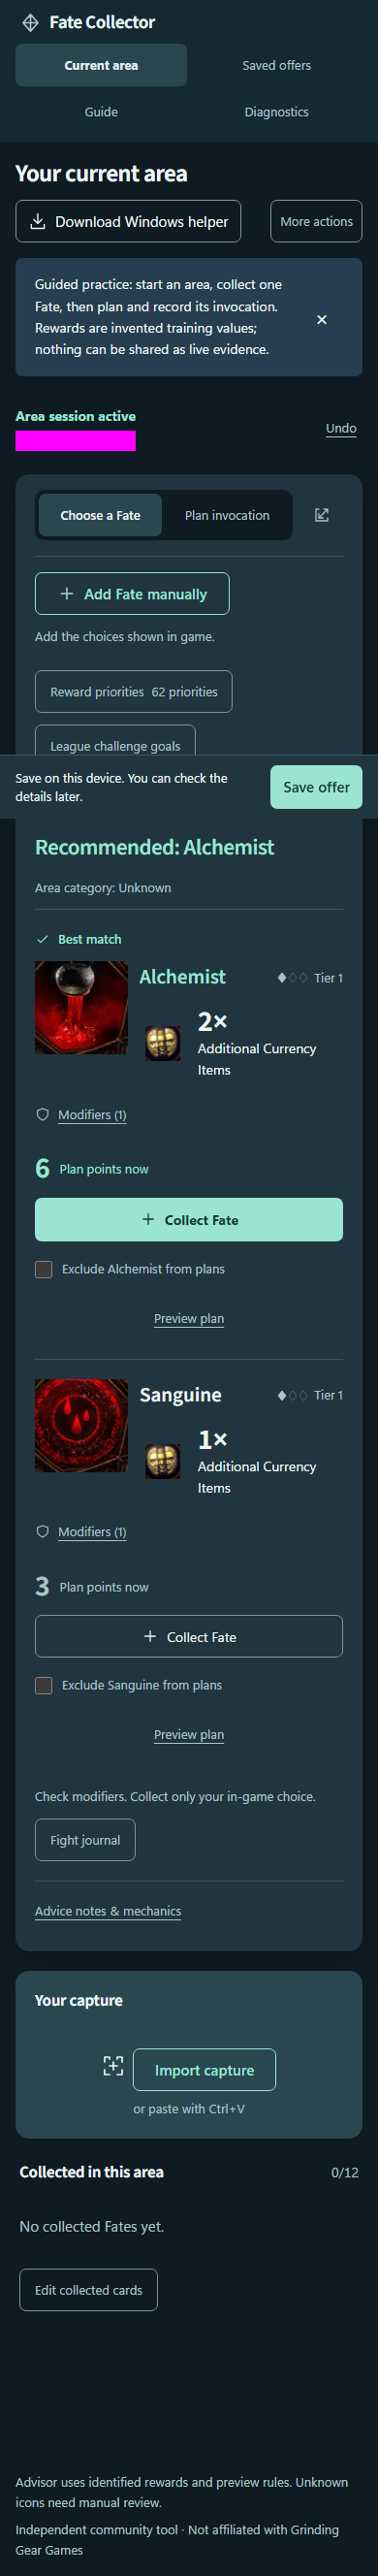 Fate Collector
Current area
Saved offers
Guide
Diagnostics
Your current area
Download Windows helper
More actions
Guided practice: start an area, collect one
Fate, then plan and record its invocation.
Rewards are invented training values;
nothing can be shared as live evidence.
Area session active
Undo
Choose a Fate
Plan invocation
Add Fate manually
Add the choices shown in game.
Reward priorities 62 priorities
League challenge goals
Save on this device. You can check the
details later.
Save offer
Recommended: Alchemist
Area category: Unknown
Best match
Alchemist
Tier 1
2×
Additional Currency
Items
Modifiers (1)
6 Plan points now
Collect Fate
Exclude Alchemist from plans
Preview plan
Sanguine
Tier 1
1×
Additional Currency
Items
Modifiers (1)
3 Plan points now
Collect Fate
Exclude Sanguine from plans
Preview plan
Check modifiers. Collect only your in-game choice.
Fight journal
Advice notes & mechanics
Your capture
Import capture
or paste with Ctrl+V
Collected in this area
0/12
No collected Fates yet.
Edit collected cards
Advisor uses identified rewards and preview rules. Unknown
icons need manual review.
Independent community tool · Not affiliated with Grinding
Gear Games